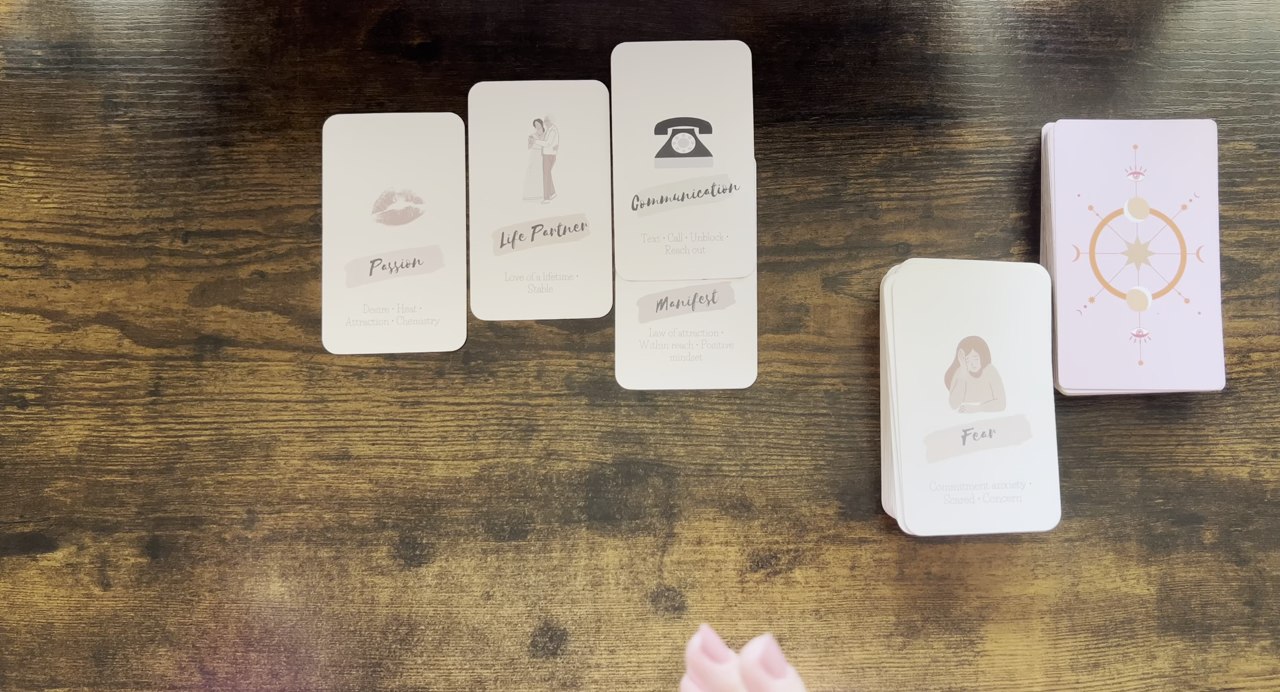 Passion
Desire • Heat •
Attraction • Chemistry
Life Partner
Love of a lifetime •
Stable
Communication
Text • Call • Unblock •
Reach out
Manifest
Law of attraction •
Within reach • Positive
mindset
Fear
Commitment anxiety •
Scared • Concern